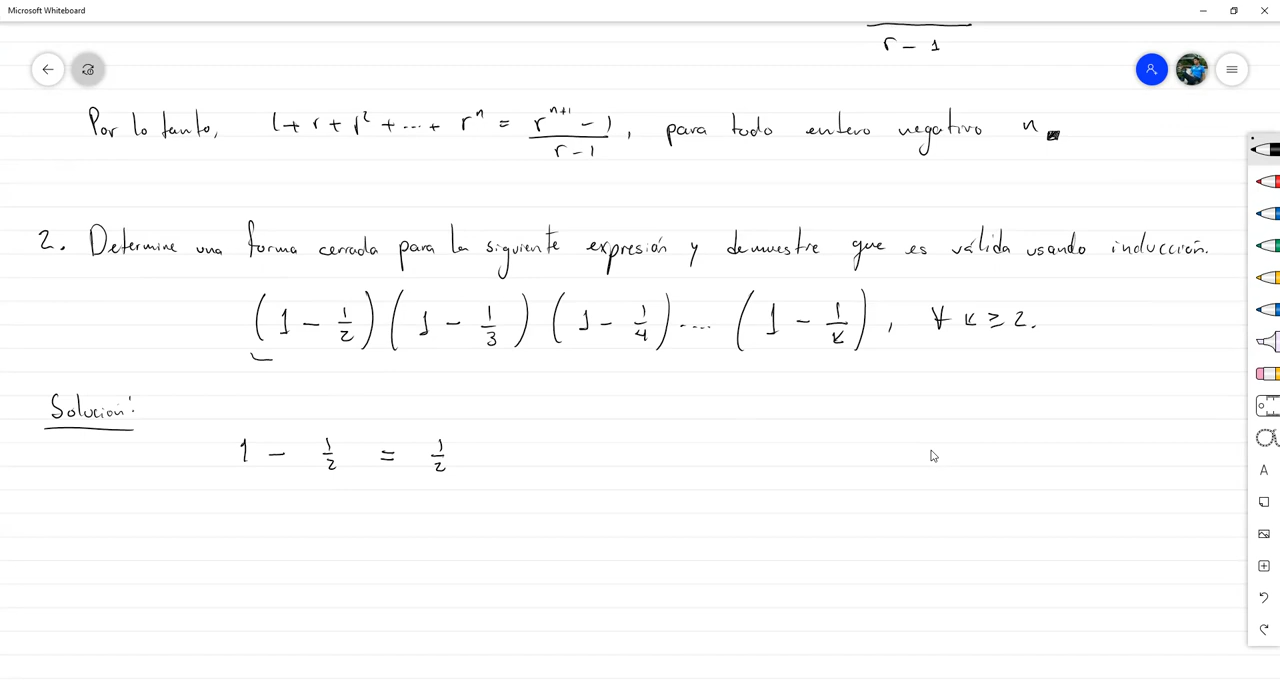 Microsoft Whiteboard
r - 1
Por lo tanto, 1 + r + r² + ... + rⁿ = (rⁿ⁺¹ - 1)/(r - 1), para todo entero negativo n
2. Determine una forma cerrada para la siguiente expresión y demuestre que es válida usando inducción.
(1 - 1/2)(1 - 1/3)(1 - 1/4)....(1 - 1/k), ∀ k ≥ 2.
Solución:
1 - 1/2 = 1/2
A